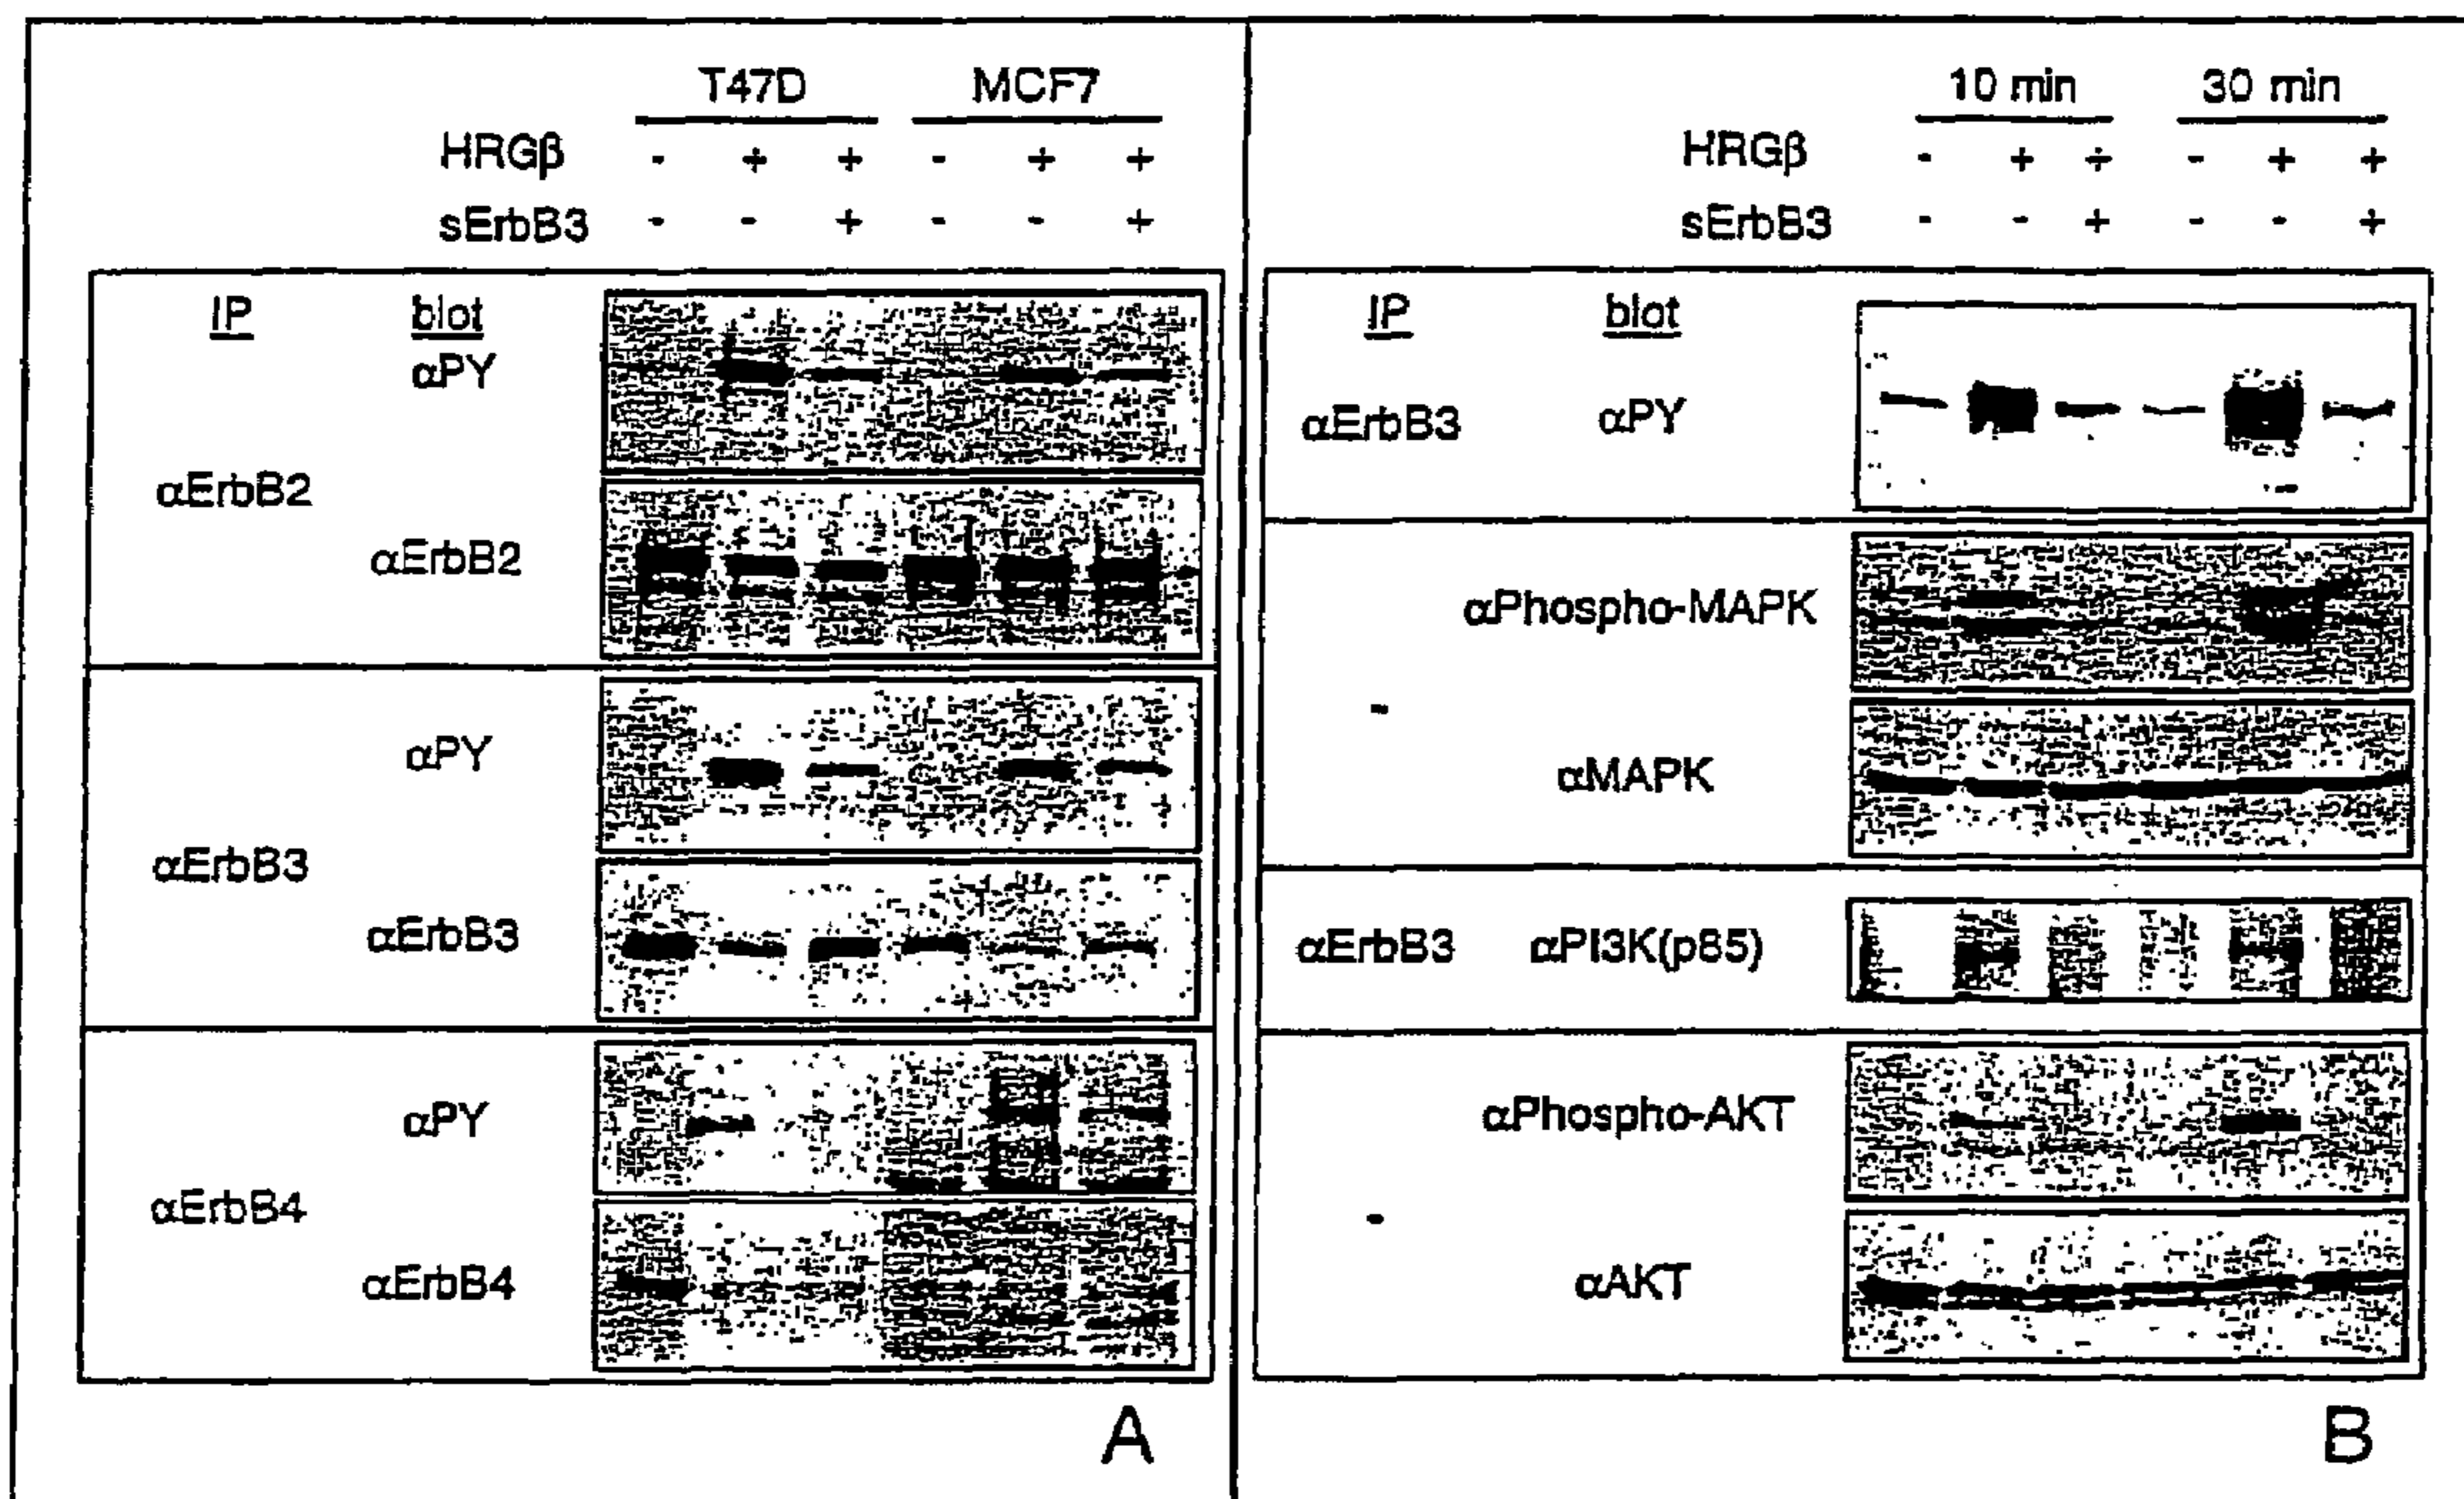 T47D MCF7
HRGβ - + + - + +
sErbB3 - - + - - +
IP blot
αPY
αErbB2
αErbB2
αPY
αErbB3
αErbB3
αPY
αErbB4
αErbB4
A
10 min 30 min
HRGβ - + + - + +
sErbB3 - - + - - +
IP blot
αErbB3 αPY
αPhospho-MAPK
-
αMAPK
αErbB3 αPI3K(p85)
αPhospho-AKT
-
αAKT
B